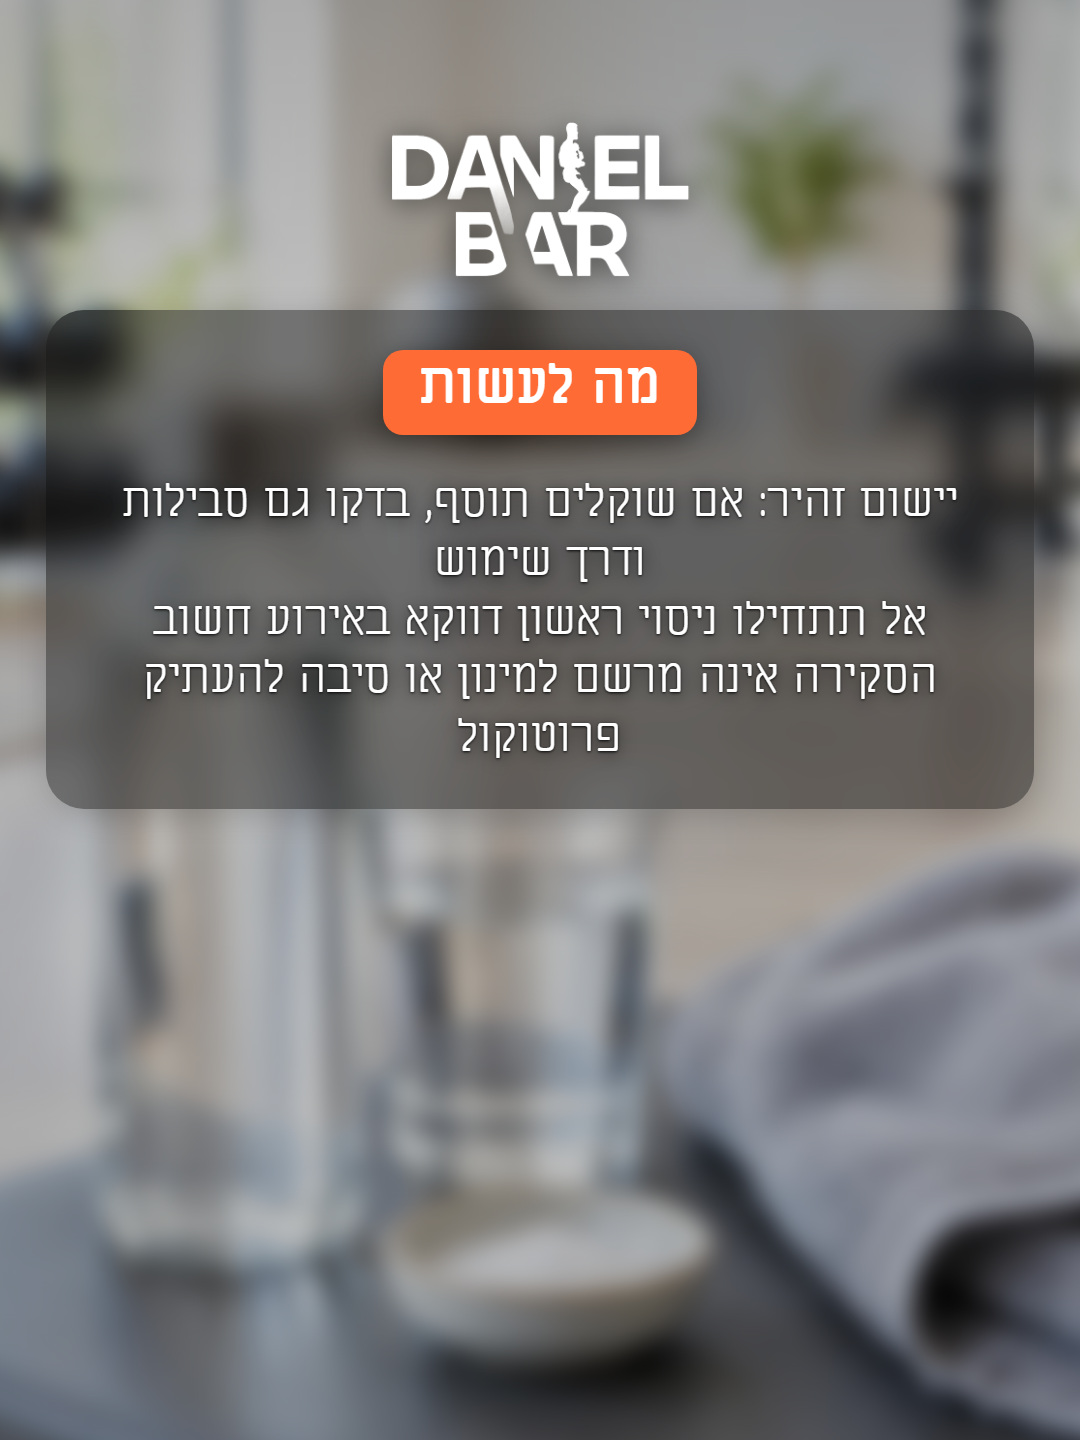 DANIEL
BAR
מה לעשות
יישום זהיר: אם שוקלים תוסף, בדקו גם סבילות
ודרך שימוש
אל תתחילו ניסוי ראשון דווקא באירוע חשוב
הסקירה אינה מרשם למינון או סיבה להעתיק
פרוטוקול